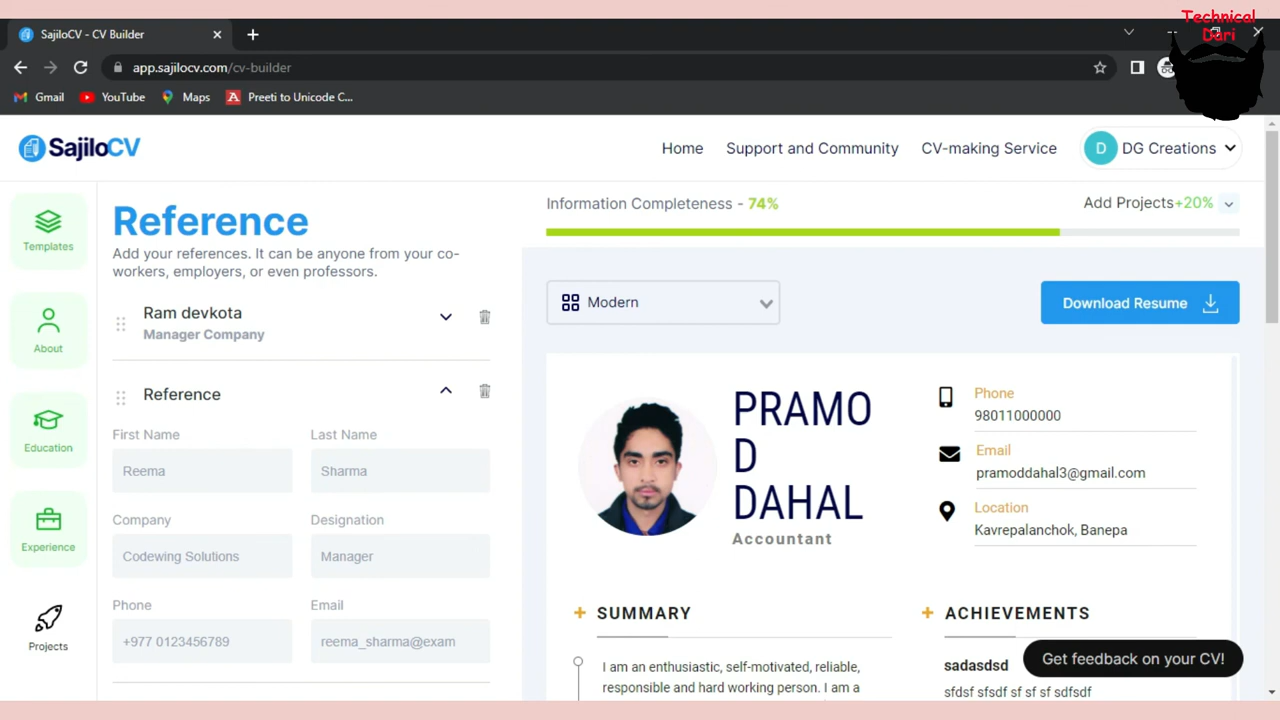 Technical
Dari
SajiloCV - CV Builder
app.sajilocv.com/cv-builder
Gmail
YouTube
Maps
Preeti to Unicode C...
SajiloCV
Home
Support and Community
CV-making Service
D
DG Creations
Templates
About
Education
Experience
Projects
Reference
Add your references. It can be anyone from your co-
workers, employers, or even professors.
Ram devkota
Manager Company
Reference
First Name
Last Name
Reema
Sharma
Company
Designation
Codewing Solutions
Manager
Phone
Email
+977 0123456789
reema_sharma@exam
Information Completeness - 74%
Add Projects+20%
Modern
Download Resume
PRAMO
D
DAHAL
Accountant
Phone
98011000000
Email
pramoddahal3@gmail.com
Location
Kavrepalanchok, Banepa
SUMMARY
I am an enthusiastic, self-motivated, reliable,
responsible and hard working person. I am a
ACHIEVEMENTS
sadasdsd
sfdsf sfsdf sf sf sf sdfsdf
Get feedback on your CV!